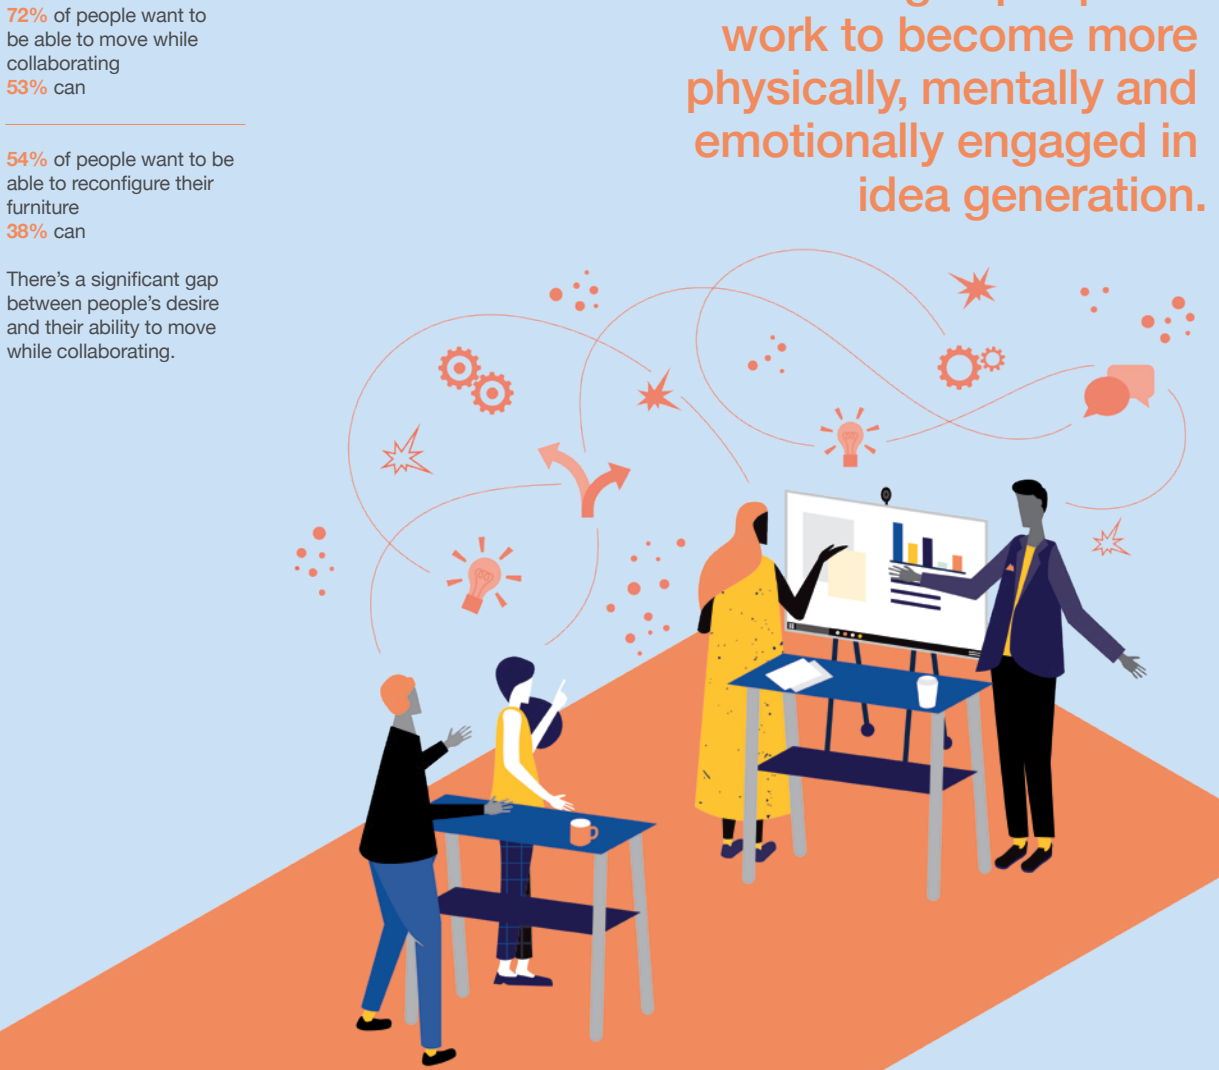 72% of people want to
be able to move while
collaborating
53% can
54% of people want to be
able to reconfigure their
furniture
38% can
There’s a significant gap
between people’s desire
and their ability to move
while collaborating.
work to become more
physically, mentally and
emotionally engaged in
idea generation.